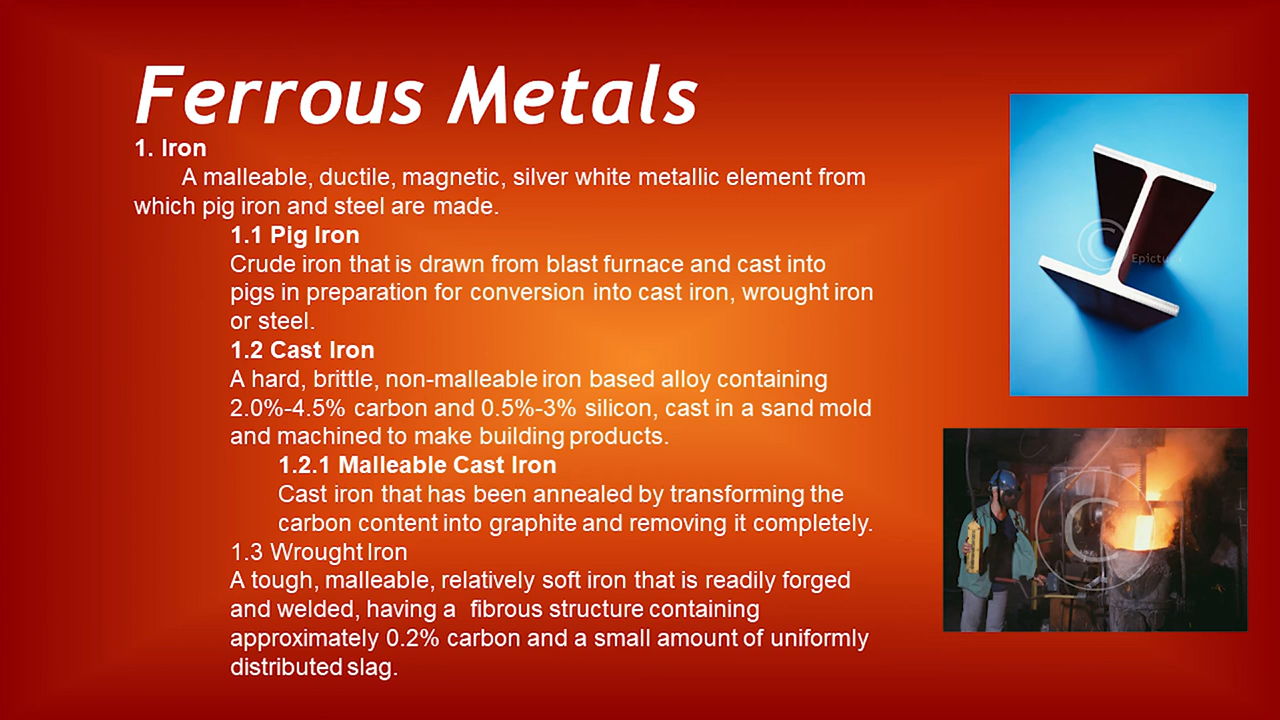 Ferrous Metals
1. Iron
A malleable, ductile, magnetic, silver white metallic element from
which pig iron and steel are made.
1.1 Pig Iron
Crude iron that is drawn from blast furnace and cast into
pigs in preparation for conversion into cast iron, wrought iron
or steel.
1.2 Cast Iron
A hard, brittle, non-malleable iron based alloy containing
2.0%-4.5% carbon and 0.5%-3% silicon, cast in a sand mold
and machined to make building products.
1.2.1 Malleable Cast Iron
Cast iron that has been annealed by transforming the
carbon content into graphite and removing it completely.
1.3 Wrought Iron
A tough, malleable, relatively soft iron that is readily forged
and welded, having a fibrous structure containing
approximately 0.2% carbon and a small amount of uniformly
distributed slag.
©
©